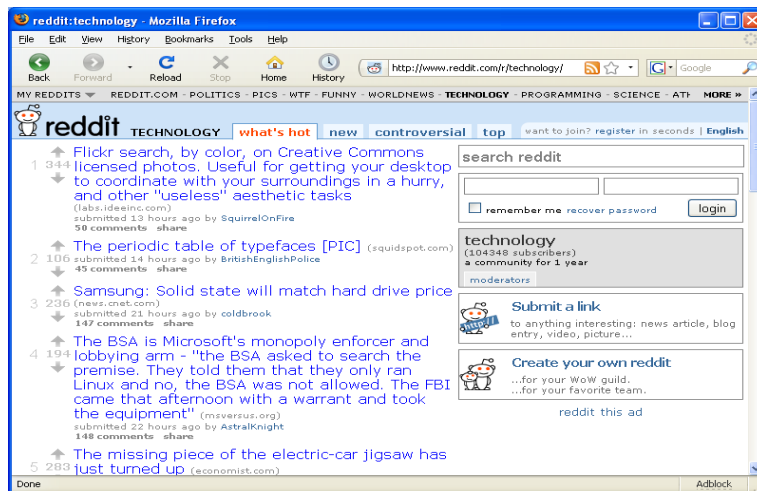 reddit:technology - Mozilla Firefox
File Edit View History Bookmarks Tools Help
Back Forward Reload Stop Home History http://www.reddit.com/r/technology/ G Google
MY REDDITS REDDIT.COM - POLITICS - PICS - WTF - FUNNY - WORLDNEWS - TECHNOLOGY - PROGRAMMING - SCIENCE - ATH MORE »
reddit TECHNOLOGY what's hot new controversial top want to join? register in seconds | English
1 344 Flickr search, by color, on Creative Commons
licensed photos. Useful for getting your desktop
to coordinate with your surroundings in a hurry,
and other "useless" aesthetic tasks
(labs.ideeinc.com)
submitted 13 hours ago by SquirrelOnFire
50 comments share
2 106 The periodic table of typefaces [PIC] (squidspot.com)
submitted 14 hours ago by BritishEnglishPolice
45 comments share
3 236 Samsung: Solid state will match hard drive price
(news.cnet.com)
submitted 21 hours ago by coldbrook
147 comments share
4 194 The BSA is Microsoft's monopoly enforcer and
lobbying arm - "the BSA asked to search the
premise. They told them that they only ran
Linux and no, the BSA was not allowed. The FBI
came that afternoon with a warrant and took
the equipment" (msversus.org)
submitted 22 hours ago by AstralKnight
148 comments share
5 283 The missing piece of the electric-car jigsaw has
just turned up (economist.com)
search reddit
remember me recover password login
technology
(104348 subscribers)
a community for 1 year
moderators
http://
Submit a link
to anything interesting: news article, blog
entry, video, picture...
Create your own reddit
...for your WoW guild.
...for your favorite team.
reddit this ad
Done Adblock